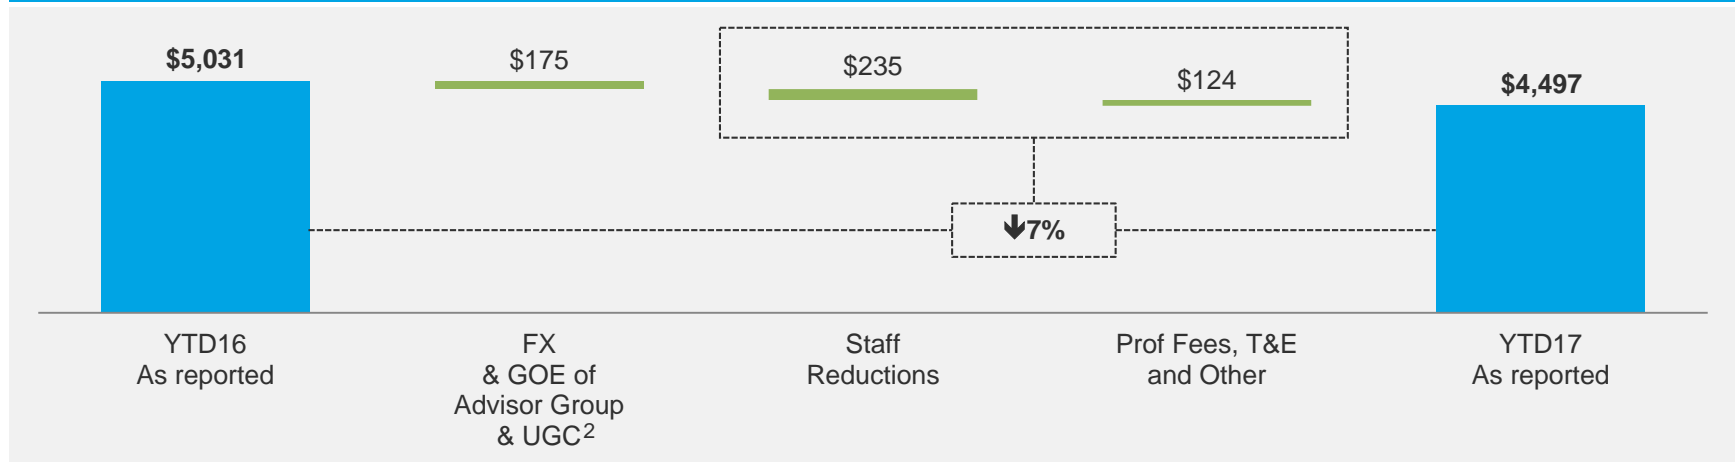 $5,031
$175
$235
$124
$4,497
🡻7%
YTD16
As reported
FX
& GOE of
Advisor Group
& UGC2
Staff
Reductions
Prof Fees, T&E
and Other
YTD17
As reported